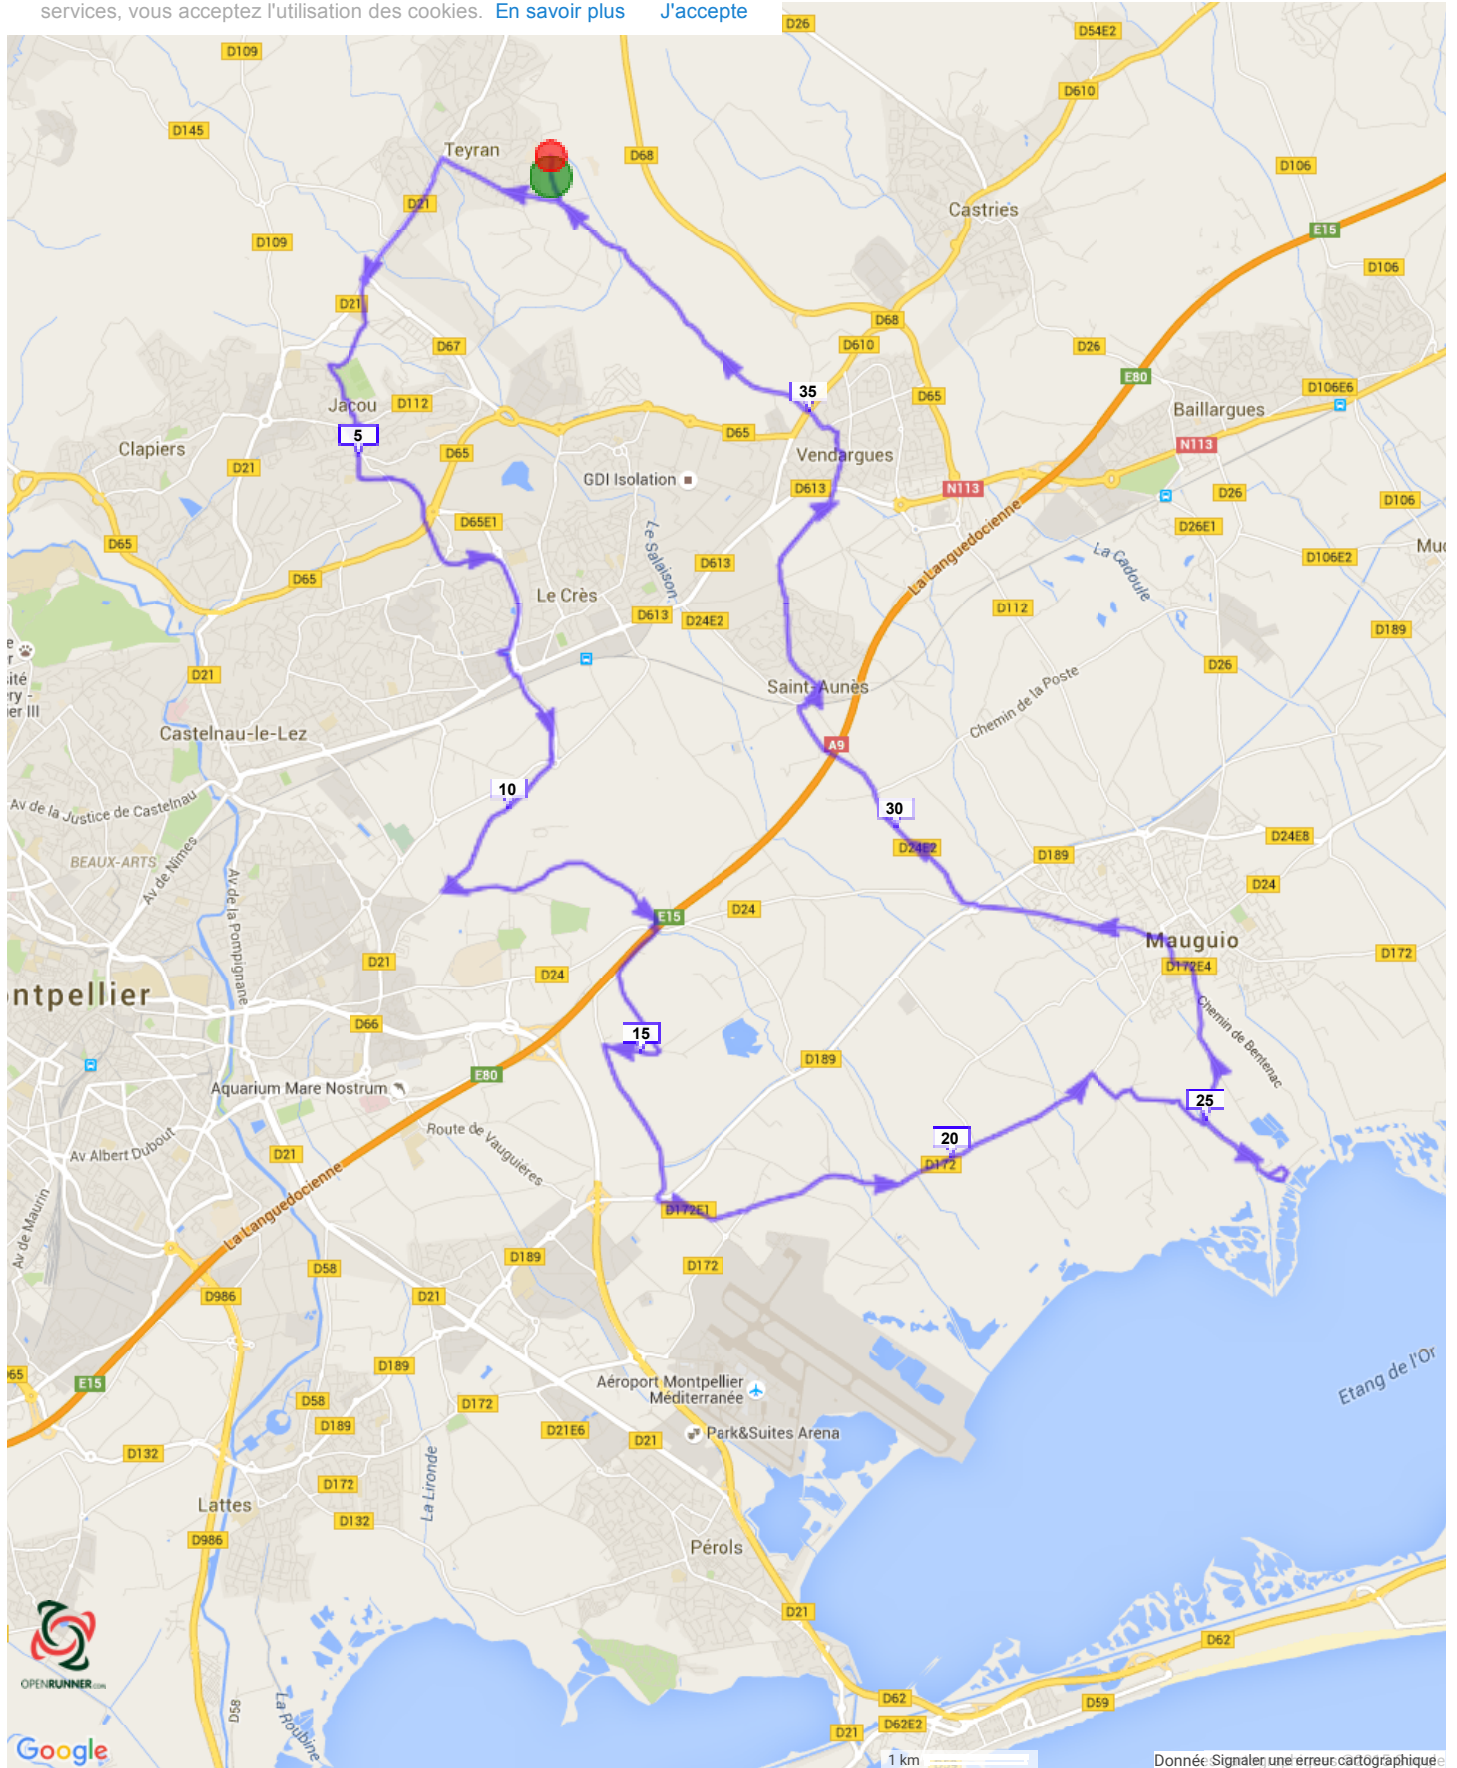 services, vous acceptez l'utilisation des cookies. En savoir plus J'accepte
D26
D54E2
D109
D610
D145
Teyran
D68
D106
D21
Castries
E15
D109
D106
D21
D68
D67
D610
D26
E80
D106E6
35
D65
Jacou
D112
Baillargues
5
D65
N113
Clapiers
D65
Vendargues
D21
GDI Isolation
D613
N113
D26
D106
D65E1
La Languedocienne
D26E1
D65
Le Salaison
La Cadoule
D106E2
D65
D613
Le Crès
D112
D613
D24E2
D189
D21
D26
Saint-Aunès
Chemin de la Poste
Castelnau-le-Lez
A9
10
30
Av de la Justice de Castelnau
D24E8
D24E2
D189
BEAUX-ARTS
Av de Nîmes
D24
Av de la Pompignane
E15
D24
Mauguio
D172
D21
D24
D172E4
ontpellier
Chemin de Bentenac
D66
15
D189
Aquarium Mare Nostrum
E80
25
Route de Vauguières
20
Av Albert Dubout
D21
D172
La Languedocienne
Av de Maurin
D172E1
D189
D172
D58
D986
D21
Etang de l'Or
D189
D65
E15
Aéroport Montpellier
Méditerranée
D58
D172
D189
D21E6
D21
Park&Suites Arena
D132
La Lironde
D172
Lattes
D132
D986
Pérols
D21
D62
OPENRUNNER.com
D58
La Roubine
D62
D59
D62E2
D21
Google
1 km
Signaler une erreur cartographique